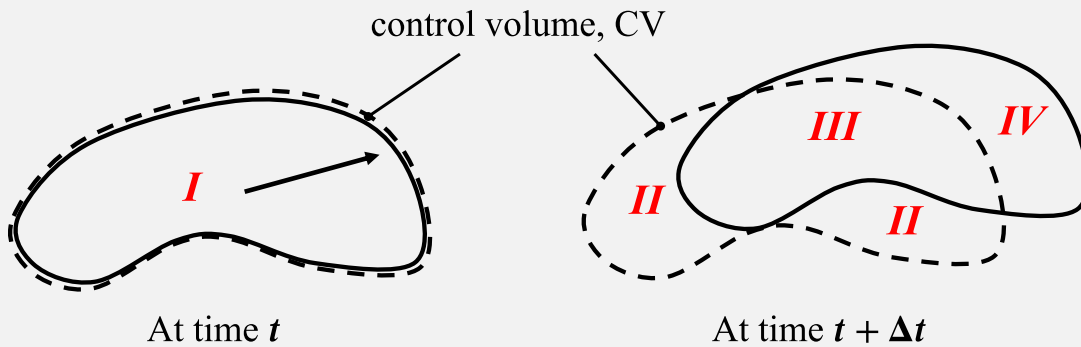 control volume, CV
I
III
IV
II
II
At time t
At time t + Δt